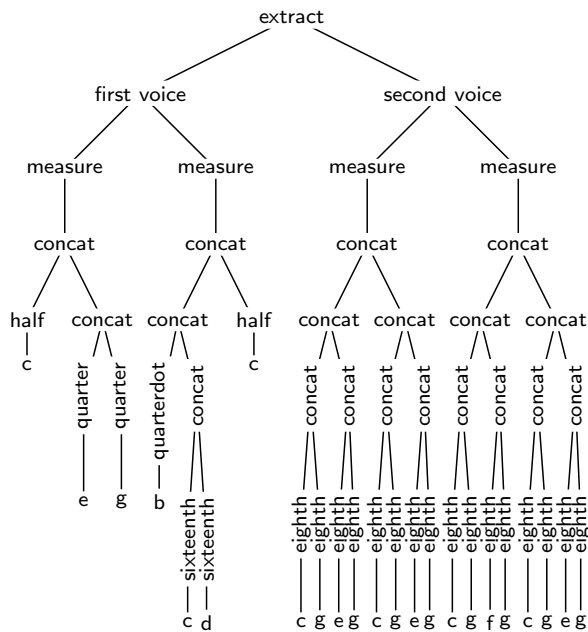 extract
first voice second voice
measure measure measure measure
concat concat concat concat
half concat concat half concat concat concat concat
c quarter quarter quarterdot concat c concat concat concat concat concat concat concat concat
e g b sixteenth sixteenth eighth eighth eighth eighth eighth eighth eighth eighth eighth eighth eighth eighth eighth eighth eighth eighth
c d c g e g c g e g c g f g c g e g